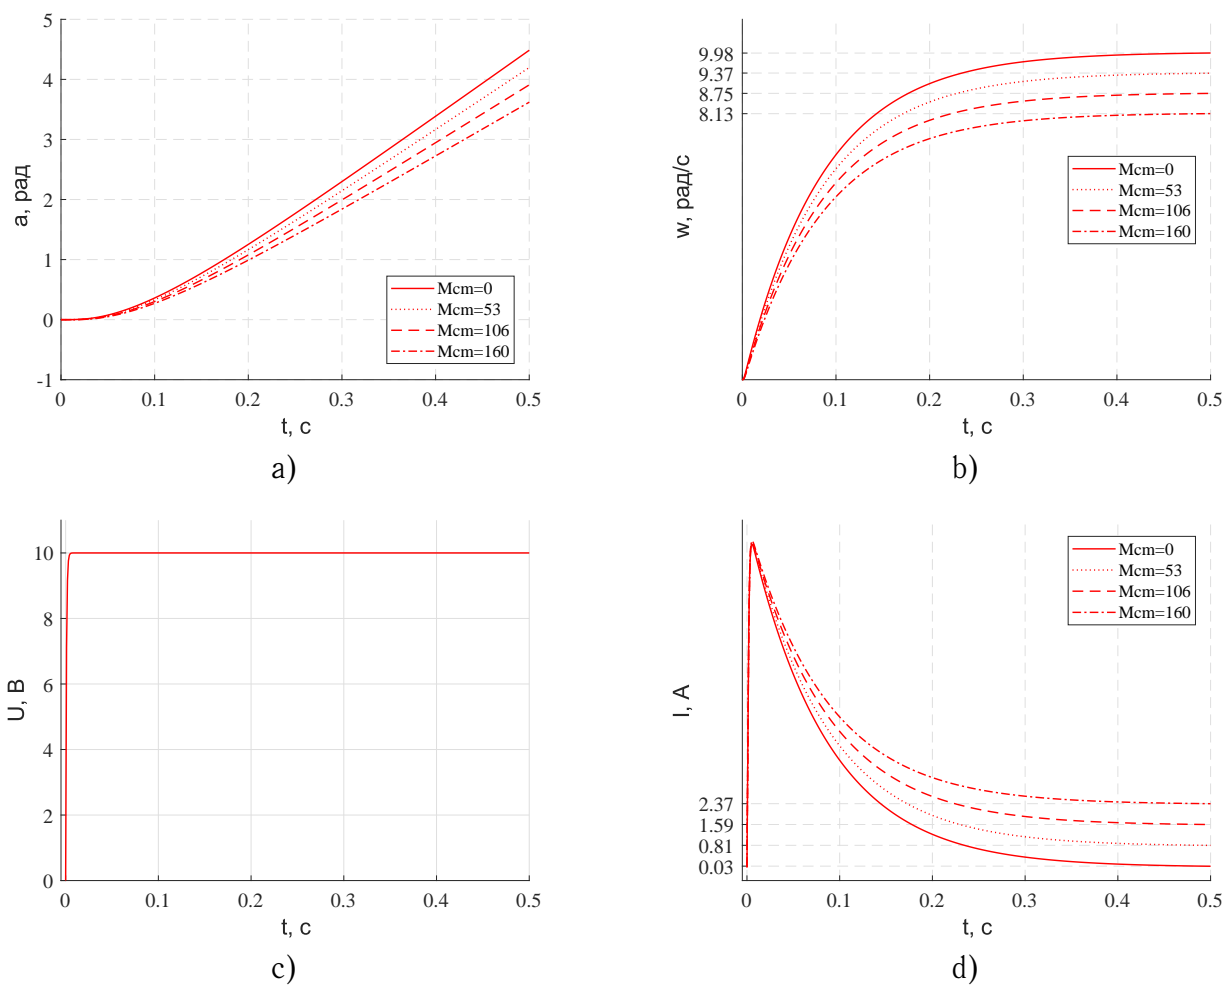 5
4
3
2
1
0
-1
a, рад
0
0.1
0.2
0.3
0.4
0.5
t, c
Mcm=0
Mcm=53
Mcm=106
Mcm=160
a)
9.98
9.37
8.75
8.13
w, рад/с
0
0.1
0.2
0.3
0.4
0.5
t, c
Mcm=0
Mcm=53
Mcm=106
Mcm=160
b)
10
8
6
4
2
0
U, В
0
0.1
0.2
0.3
0.4
0.5
t, c
c)
2.37
1.59
0.81
0.03
I, A
0
0.1
0.2
0.3
0.4
0.5
t, c
Mcm=0
Mcm=53
Mcm=106
Mcm=160
d)